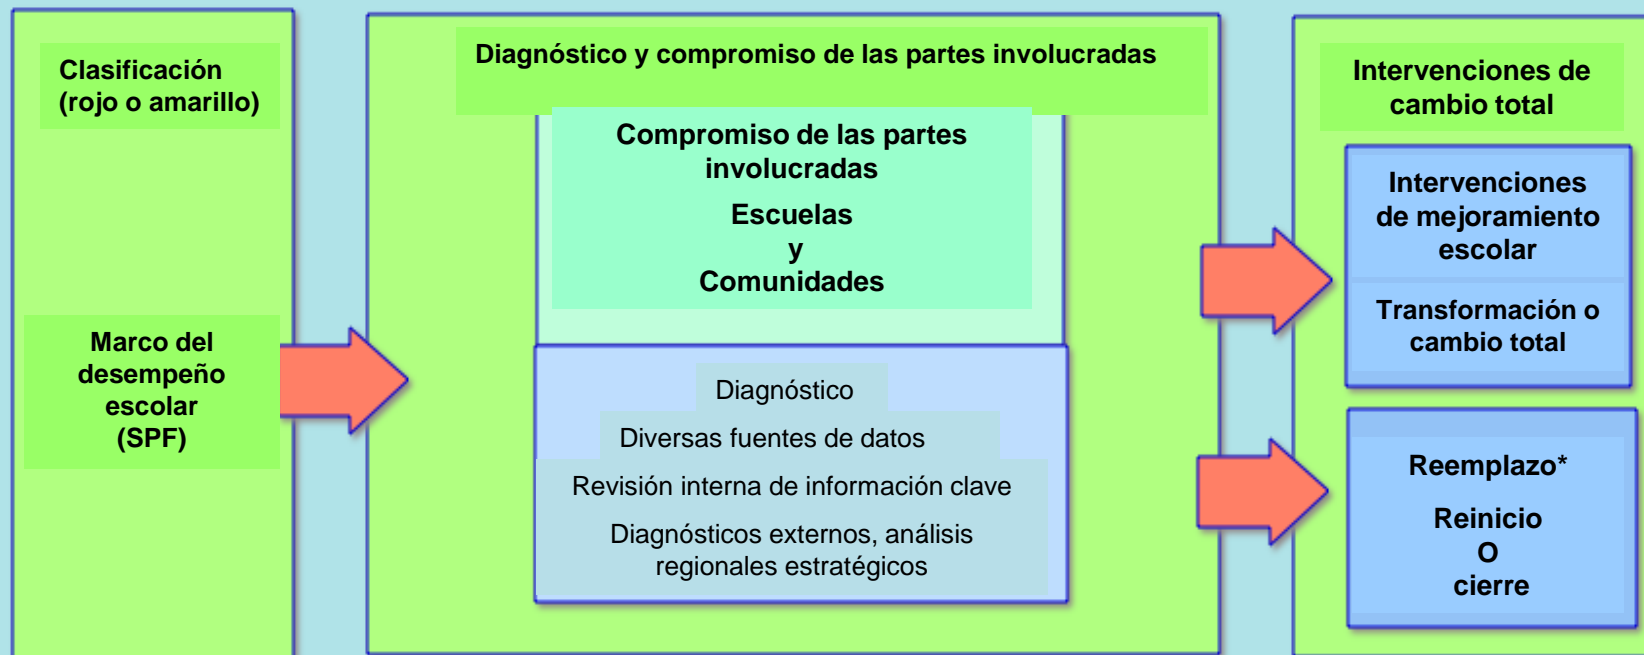 Clasificación
(rojo o amarillo)
Marco del
desempeño
escolar
(SPF)
Diagnóstico y compromiso de las partes involucradas
Compromiso de las partes
involucradas
Escuelas
y
Comunidades
Diagnóstico
Diversas fuentes de datos
Revisión interna de información clave
Diagnósticos externos, análisis
regionales estratégicos
Intervenciones de
cambio total
Intervenciones
de mejoramiento
escolar
Transformación o
cambio total
Reemplazo*
Reinicio
O
cierre